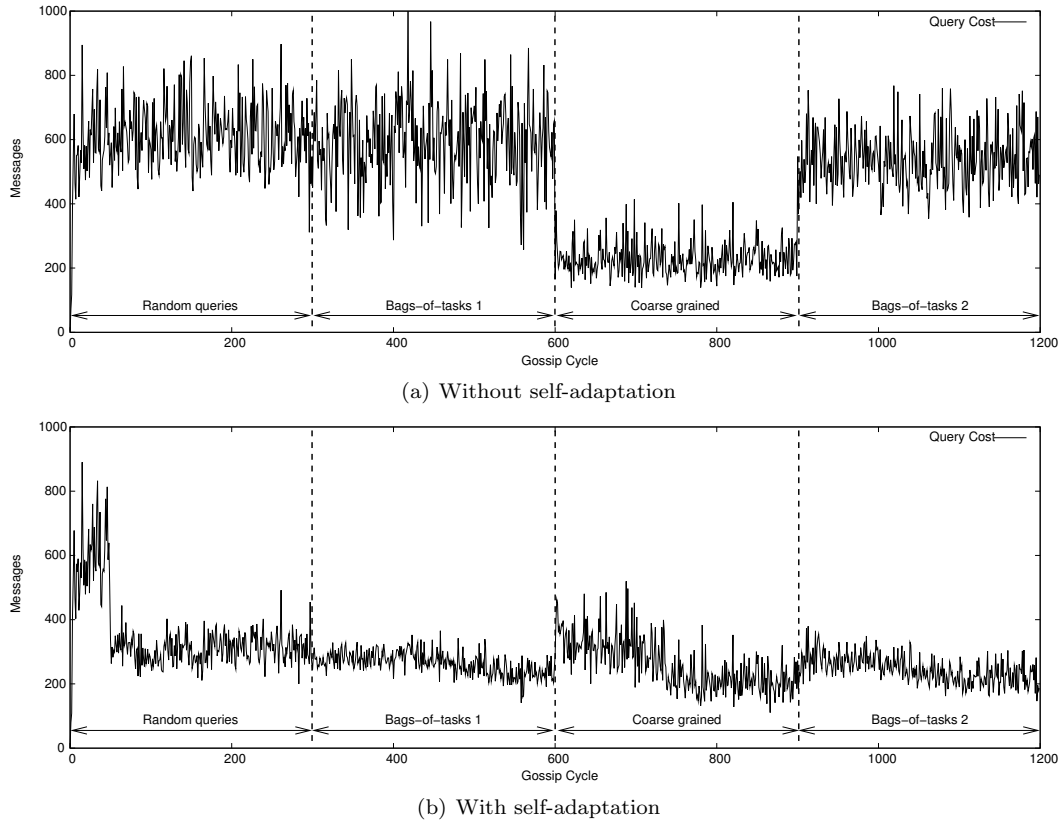 1000
Query Cost
800
600
Messages
400
200
Random queries
Bags-of-tasks 1
Coarse grained
Bags-of-tasks 2
0
0
200
400
600
800
1000
1200
Gossip Cycle
(a) Without self-adaptation
1000
Query Cost
800
600
Messages
400
200
Random queries
Bags-of-tasks 1
Coarse grained
Bags-of-tasks 2
0
0
200
400
600
800
1000
1200
Gossip Cycle
(b) With self-adaptation